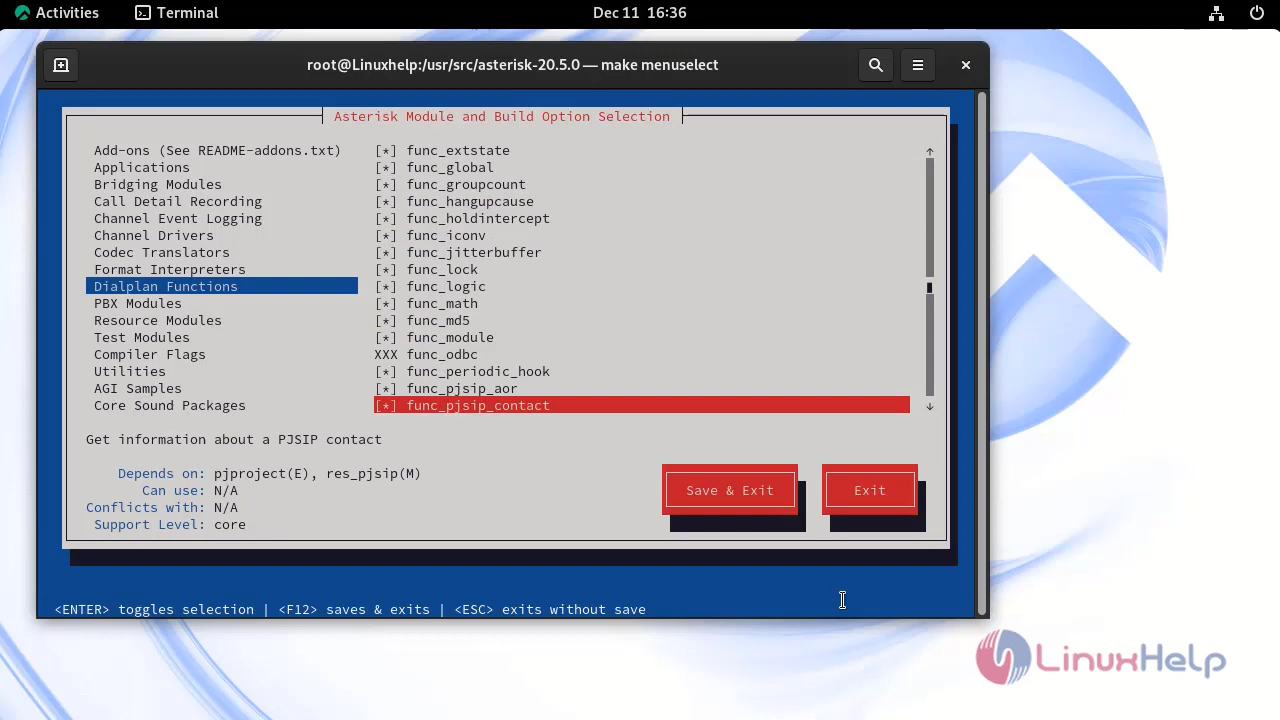 Activities Terminal Dec 11 16:36
root@Linuxhelp:/usr/src/asterisk-20.5.0 — make menuselect
Asterisk Module and Build Option Selection
Add-ons (See README-addons.txt) [*] func_extstate
Applications [*] func_global
Bridging Modules [*] func_groupcount
Call Detail Recording [*] func_hangupcause
Channel Event Logging [*] func_holdintercept
Channel Drivers [*] func_iconv
Codec Translators [*] func_jitterbuffer
Format Interpreters [*] func_lock
Dialplan Functions [*] func_logic
PBX Modules [*] func_math
Resource Modules [*] func_md5
Test Modules [*] func_module
Compiler Flags XXX func_odbc
Utilities [*] func_periodic_hook
AGI Samples [*] func_pjsip_aor
Core Sound Packages [*] func_pjsip_contact
Get information about a PJSIP contact
Depends on: pjproject(E), res_pjsip(M)
Can use: N/A
Conflicts with: N/A
Support Level: core
Save & Exit Exit
<ENTER> toggles selection | <F12> saves & exits | <ESC> exits without save
LinuxHelp